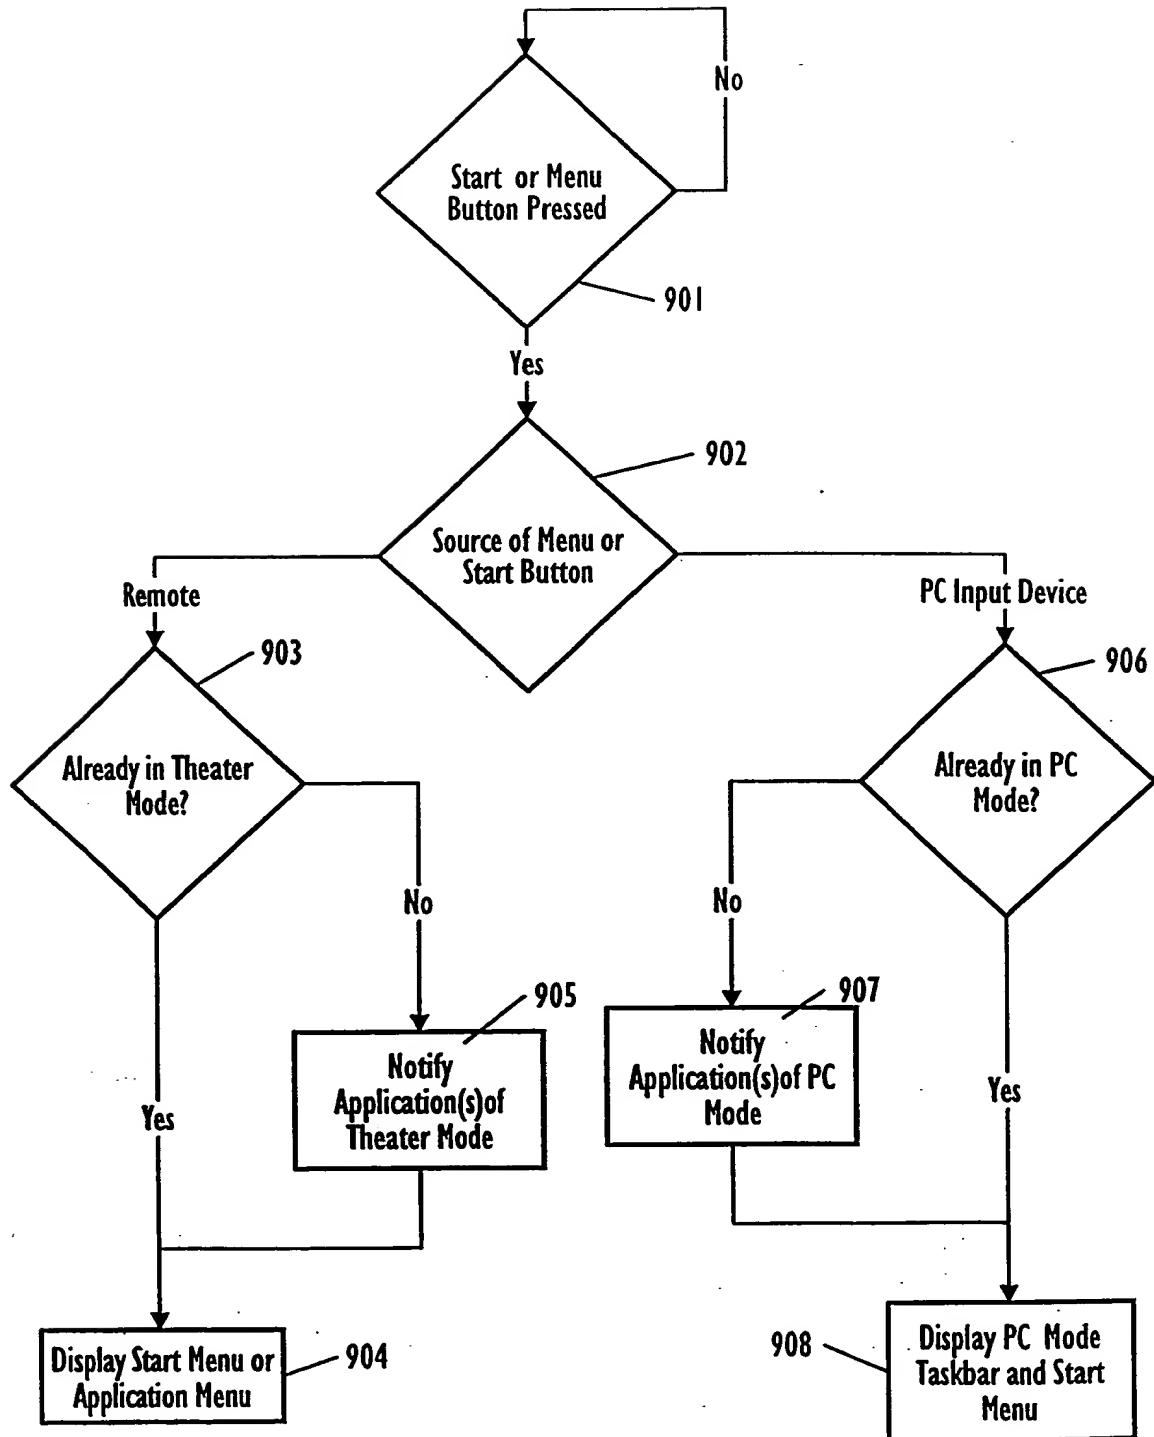 No
Start or Menu
Button Pressed
901
Yes
902
Source of Menu or
Start Button
Remote
PC Input Device
903
906
Already in Theater
Mode?
Already in PC
Mode?
No
No
905
907
Notify
Application(s)of
Theater Mode
Notify
Application(s)of PC
Mode
Yes
Yes
Display Start Menu or
Application Menu
904
908
Display PC Mode
Taskbar and Start
Menu